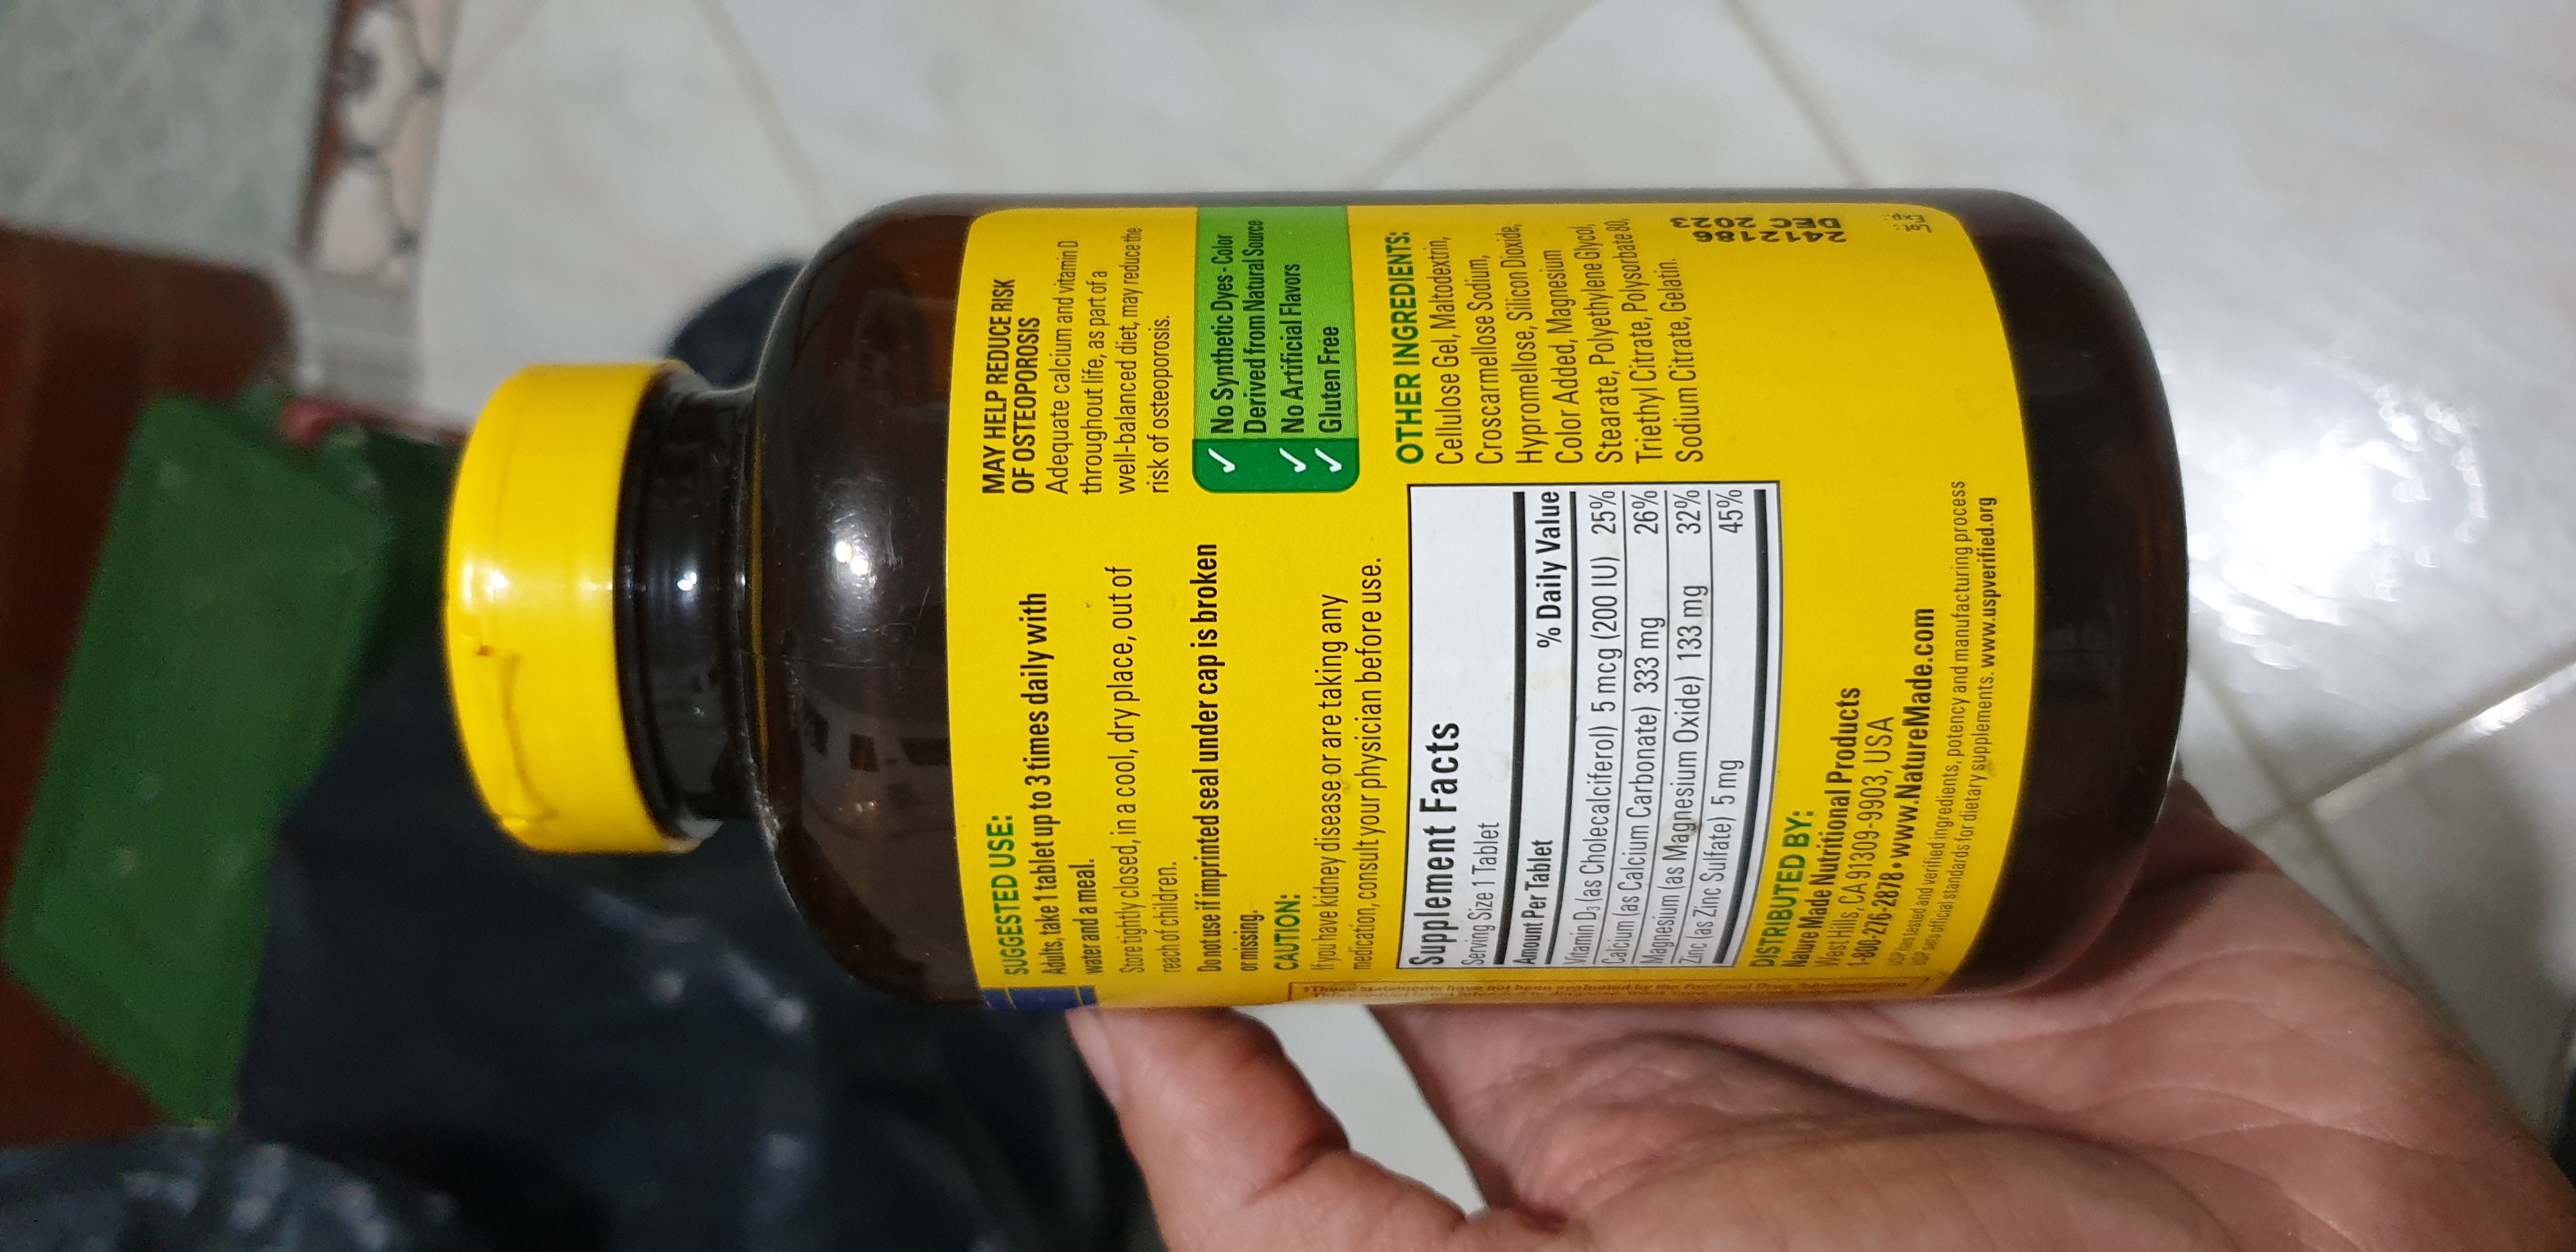 SUGGESTED USE:
Adults, take 1 tablet up to 3 times daily with
water and a meal.
Store tightly closed, in a cool, dry place, out of
reach of children.
Do not use if imprinted seal under cap is broken
or missing.
CAUTION:
If you have kidney disease or are taking any
medication, consult your physician before use.
Supplement Facts
Serving Size 1 Tablet
Amount Per Tablet % Daily Value
Vitamin D3 (as Cholecalciferol) 5 mcg (200 IU) 25%
Calcium (as Calcium Carbonate) 333 mg 26%
Magnesium (as Magnesium Oxide) 133 mg 32%
Zinc (as Zinc Sulfate) 5 mg 45%
DISTRIBUTED BY:
Nature Made Nutritional Products
West Hills, CA 91309-9903, USA
1-800-276-2878 • www.NatureMade.com
USP has tested and verified ingredients, potency and manufacturing process
USP sets official standards for dietary supplements. www.uspverified.org
MAY HELP REDUCE RISK
OF OSTEOPOROSIS
Adequate calcium and vitamin D
throughout life, as part of a
well-balanced diet, may reduce the
risk of osteoporosis.
✓ No Synthetic Dyes - Color
Derived from Natural Source
✓ No Artificial Flavors
✓ Gluten Free
OTHER INGREDIENTS:
Cellulose Gel, Maltodextrin,
Croscarmellose Sodium,
Hypromellose, Silicon Dioxide,
Color Added, Magnesium
Stearate, Polyethylene Glycol,
Triethyl Citrate, Polysorbate 80,
Sodium Citrate, Gelatin.
Lot: 2412186
Exp: DEC 2023